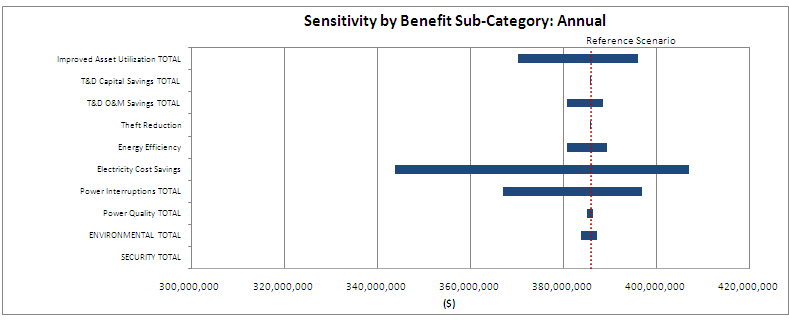 Sensitivity by Benefit Sub-Category: Annual
Reference Scenario
Improved Asset Utilization TOTAL
T&D Capital Savings TOTAL
T&D O&M Savings TOTAL
Theft Reduction
Energy Efficiency
Electricity Cost Savings
Power Interruptions TOTAL
Power Quality TOTAL
ENVIRONMENTAL TOTAL
SECURITY TOTAL
300,000,000 320,000,000 340,000,000 360,000,000 380,000,000 400,000,000 420,000,000
($)